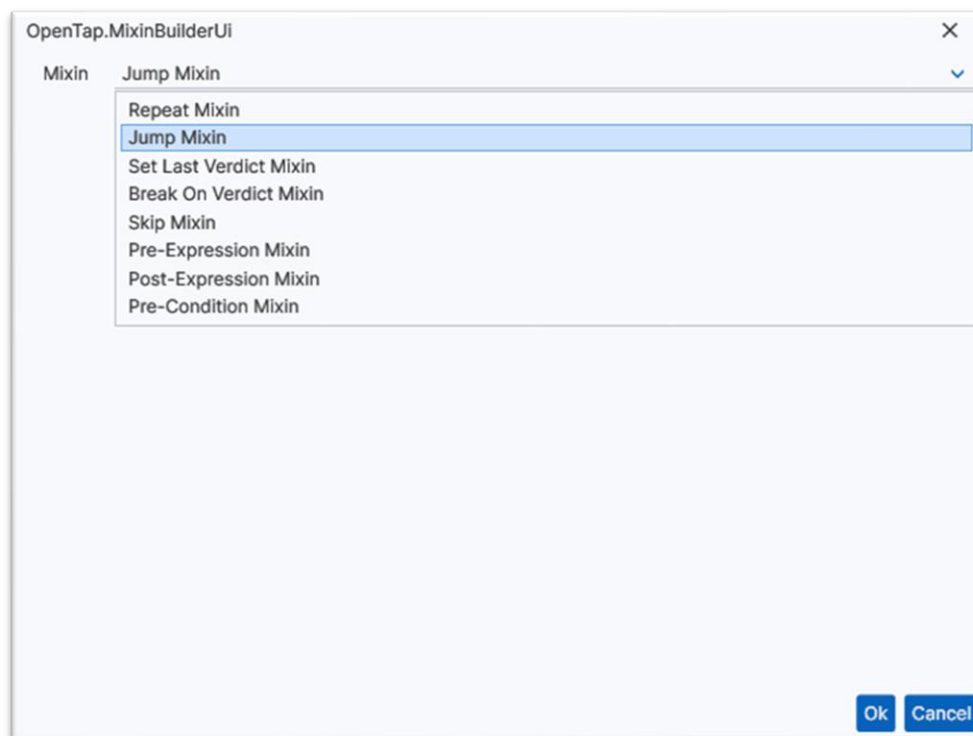 OpenTap.MixinBuilderUi
Mixin Jump Mixin
Repeat Mixin
Jump Mixin
Set Last Verdict Mixin
Break On Verdict Mixin
Skip Mixin
Pre-Expression Mixin
Post-Expression Mixin
Pre-Condition Mixin
Ok Cancel